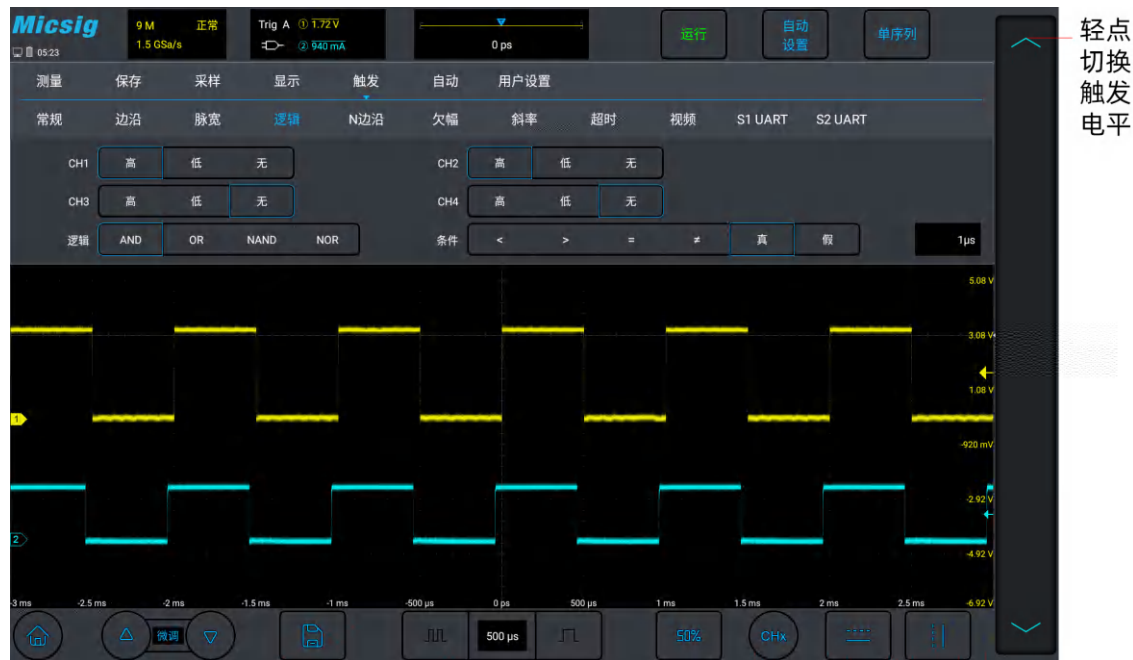 Micsig
9 M 正常
1.5 GSa/s
Trig A ① 1.72 V
② 940 mA
0 ps
运行
自动
设置
单序列
05:23
轻点
切换
触发
电平
测量 保存 采样 显示 触发 自动 用户设置
常规 边沿 脉宽 逻辑 N边沿 欠幅 斜率 超时 视频 S1 UART S2 UART
CH1 高 低 无 CH2 高 低 无
CH3 高 低 无 CH4 高 低 无
逻辑 AND OR NAND NOR 条件 < > = ≠ 真 假 1μs
5.08 V
3.08 V
1.08 V
1
-920 mV
-2.92 V
2
-4.92 V
-3 ms -2.5 ms -2 ms -1.5 ms -1 ms -500 μs 0 ps 500 μs 1 ms 1.5 ms 2 ms 2.5 ms -6.92 V
微调 500 μs 50% CHx